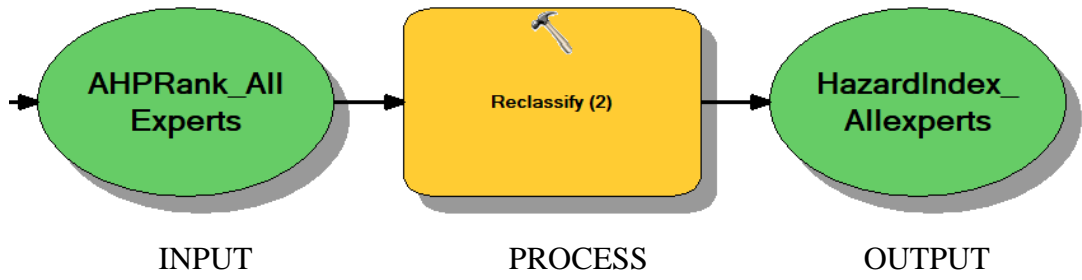 AHPRank_All
Experts
Reclassify (2)
HazardIndex_
Allexperts
INPUT
PROCESS
OUTPUT